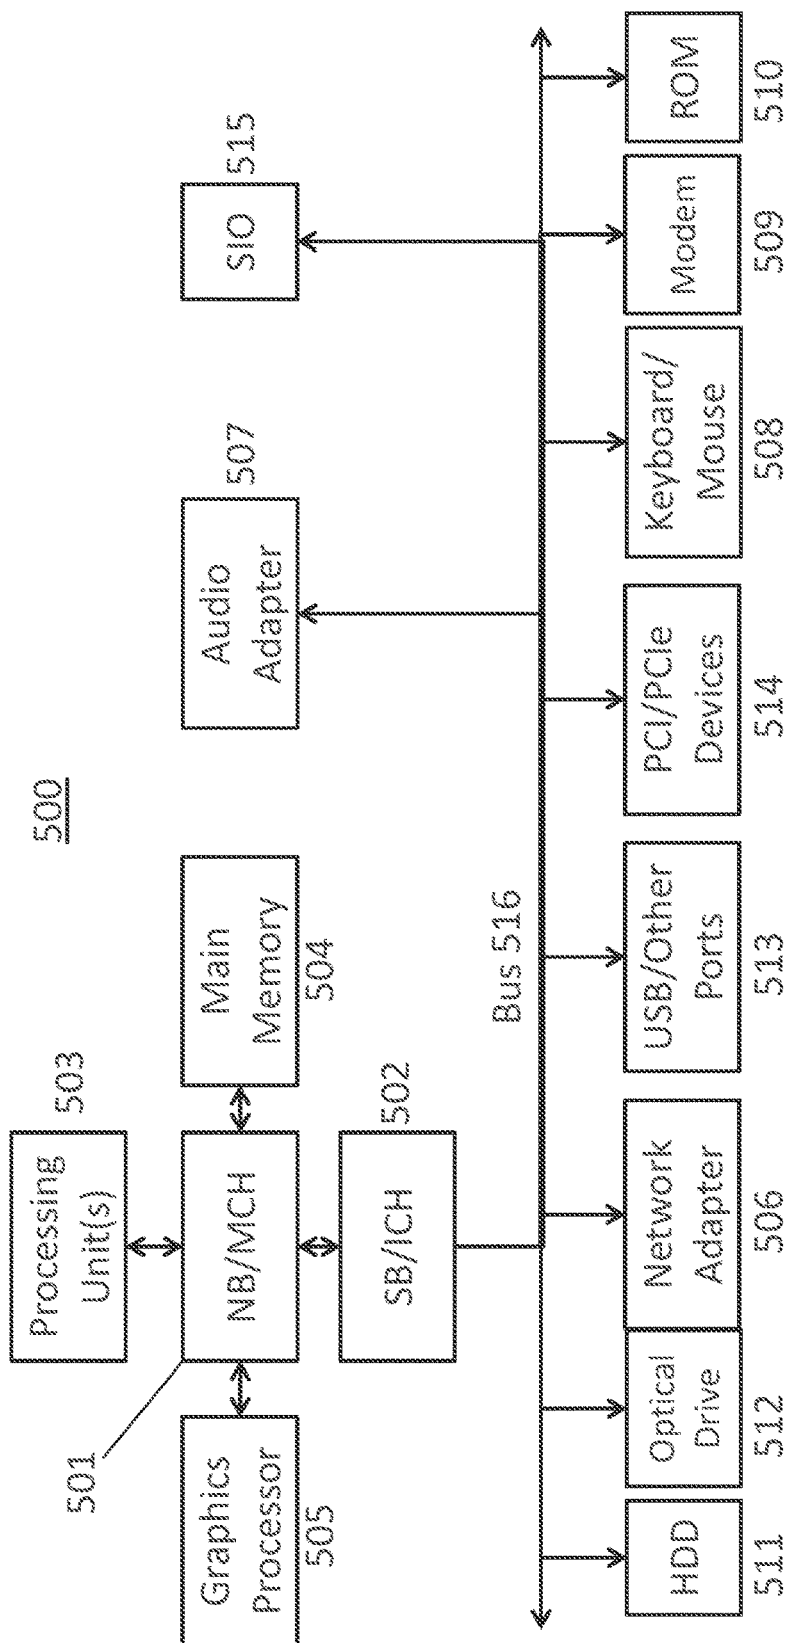 500
Processing
Unit(s)
503
501
Graphics
Processor
505
NB/MCH
Main
Memory
504
Audio
Adapter
507
SIO
515
SB/ICH
502
Bus 516
HDD
511
Optical
Drive
512
Network
Adapter
506
USB/Other
Ports
513
PCI/PCIe
Devices
514
Keyboard/
Mouse
508
Modem
509
ROM
510